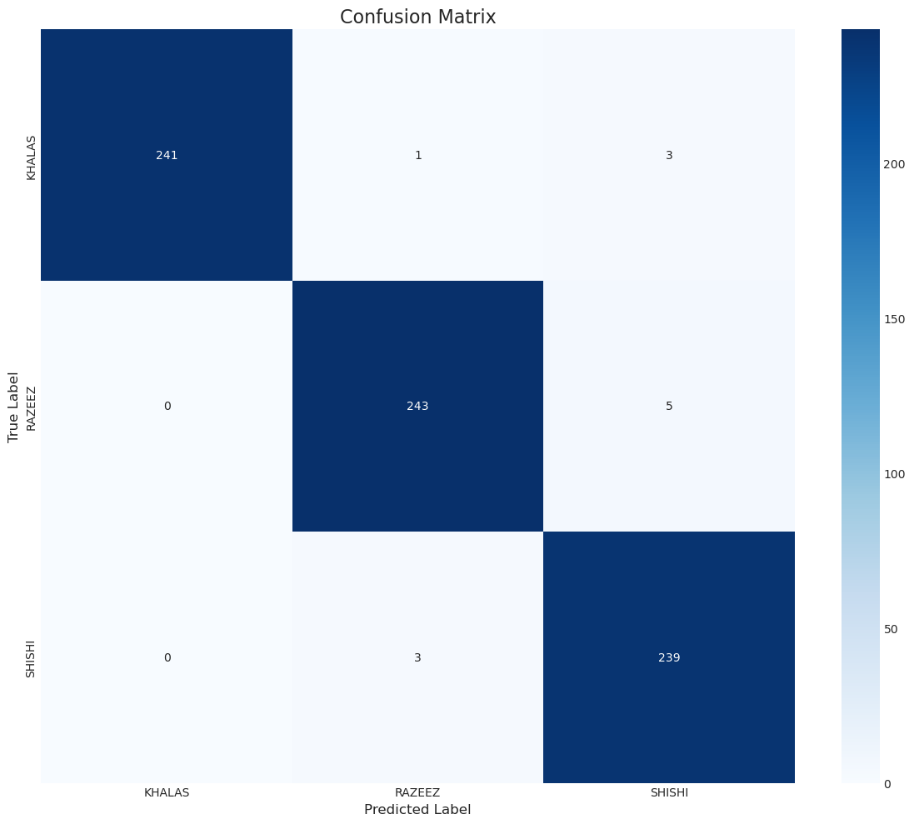 Confusion Matrix
KHALAS
241
1
3
RAZEEZ
0
243
5
SHISHI
0
3
239
True Label
KHALAS
RAZEEZ
SHISHI
Predicted Label
200
150
100
50
0